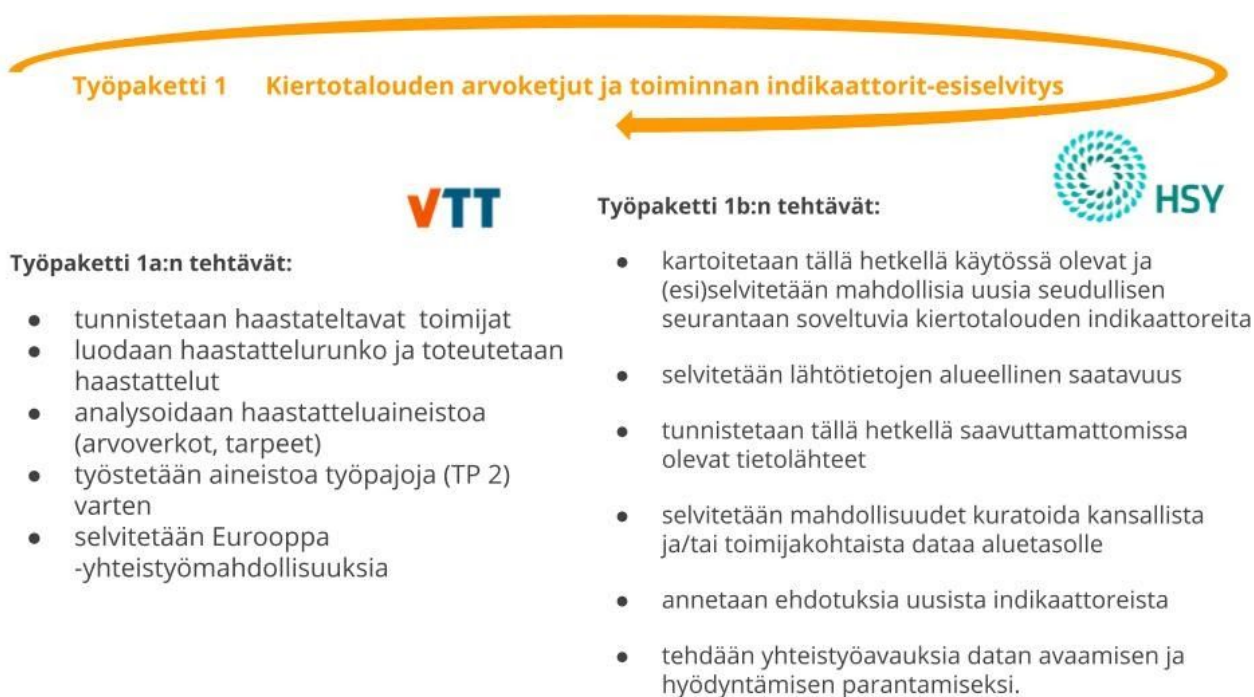 Työpaketti 1 Kiertotalouden arvoketjut ja toiminnan indikaattorit-esiselvitys
VTT
Työpaketti 1a:n tehtävät:
● tunnistetaan haastateltavat toimijat
● luodaan haastattelurunko ja toteutetaan
haastattelut
● analysoidaan haastatteluaineistoa
(arvoverkot, tarpeet)
● työstetään aineistoa työpajoja (TP 2)
varten
● selvitetään Eurooppa
-yhteistyömahdollisuuksia
HSY
Työpaketti 1b:n tehtävät:
● kartoitetaan tällä hetkellä käytössä olevat ja
(esi)selvitetään mahdollisia uusia seudullisen
seurantaan soveltuvia kiertotalouden indikaattoreita
● selvitetään lähtötietojen alueellinen saatavuus
● tunnistetaan tällä hetkellä saavuttamattomissa
olevat tietolähteet
● selvitetään mahdollisuudet kuratoida kansallista
ja/tai toimijakohtaista dataa aluetasolle
● annetaan ehdotuksia uusista indikaattoreista
● tehdään yhteistyöavauksia datan avaamisen ja
hyödyntämisen parantamiseksi.